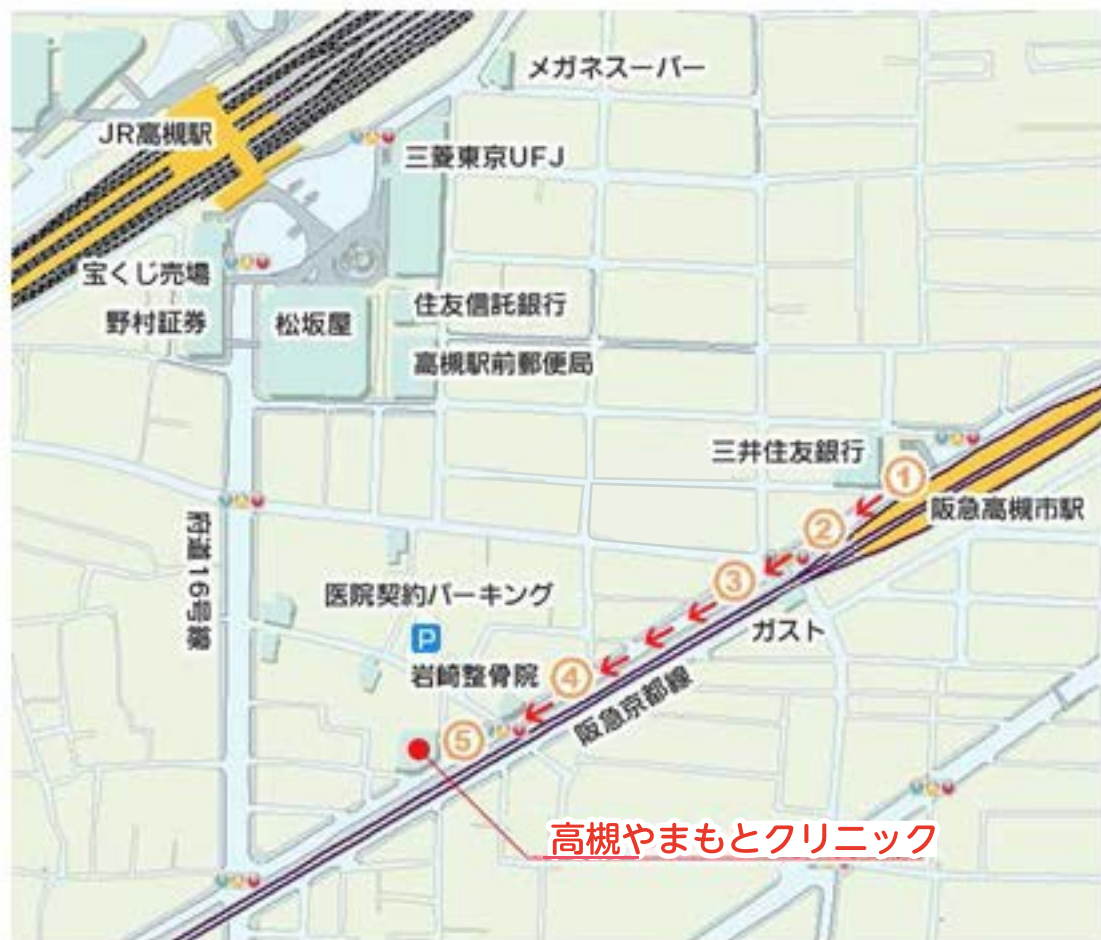 メガネスーパー
JR高槻駅
三菱東京UFJ
宝くじ売場
野村証券
松坂屋
住友信託銀行
高槻駅前郵便局
三井住友銀行
①
阪急高槻市駅
②
③
府道16号線
医院契約パーキング
P
ガスト
岩崎整骨院
④
阪急京都線
⑤
高槻やまもとクリニック